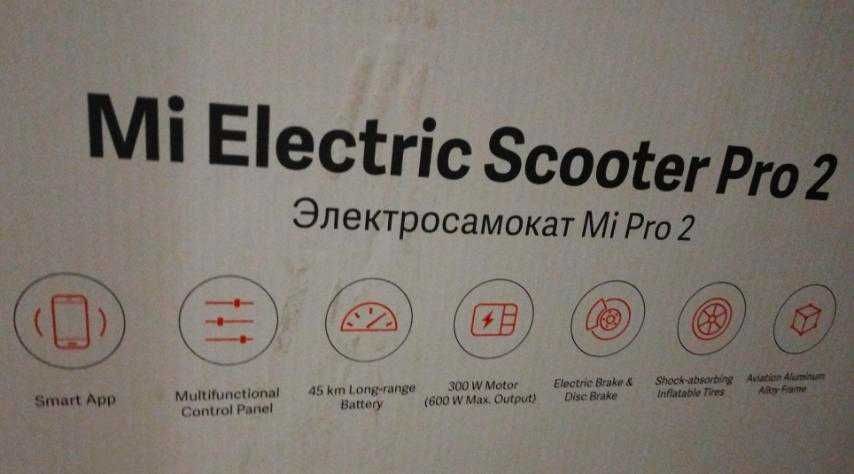 Mi Electric Scooter Pro 2
Электросамокат Mi Pro 2
Smart App
Multifunctional
Control Panel
45 km Long-range
Battery
300 W Motor
(600 W Max. Output)
Electric Brake &
Disc Brake
Shock-absorbing
Inflatable Tires
Aviation Aluminum
Alloy Frame